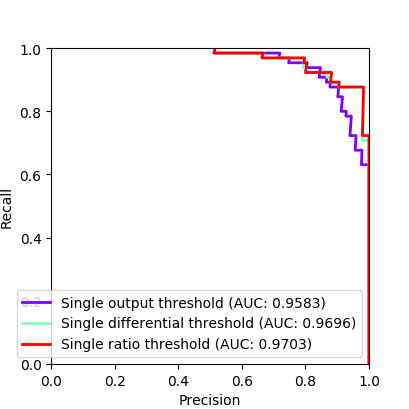 1.0
0.8
0.6
0.4
0.2
0.0
Recall
Single output threshold (AUC: 0.9583)
Single differential threshold (AUC: 0.9696)
Single ratio threshold (AUC: 0.9703)
0.0 0.2 0.4 0.6 0.8 1.0
Precision